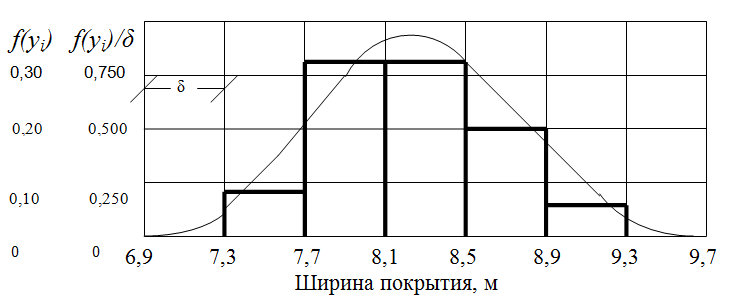 f(yᵢ) f(yᵢ)/δ
0,30 0,750
δ
0,20 0,500
0,10 0,250
0 0
6,9 7,3 7,7 8,1 8,5 8,9 9,3 9,7
Ширина покрытия, м